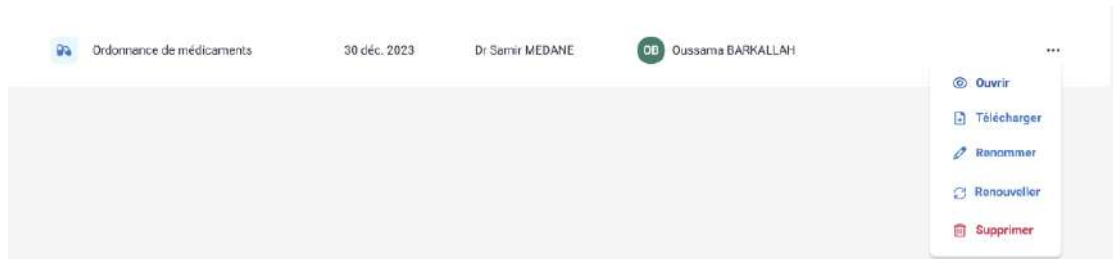 Ordonnance de médicaments 30 déc. 2023 Dr Samir MEDANE OB Oussama BARKALLAH ...
Ouvrir
Télécharger
Renommer
Renouveller
Supprimer